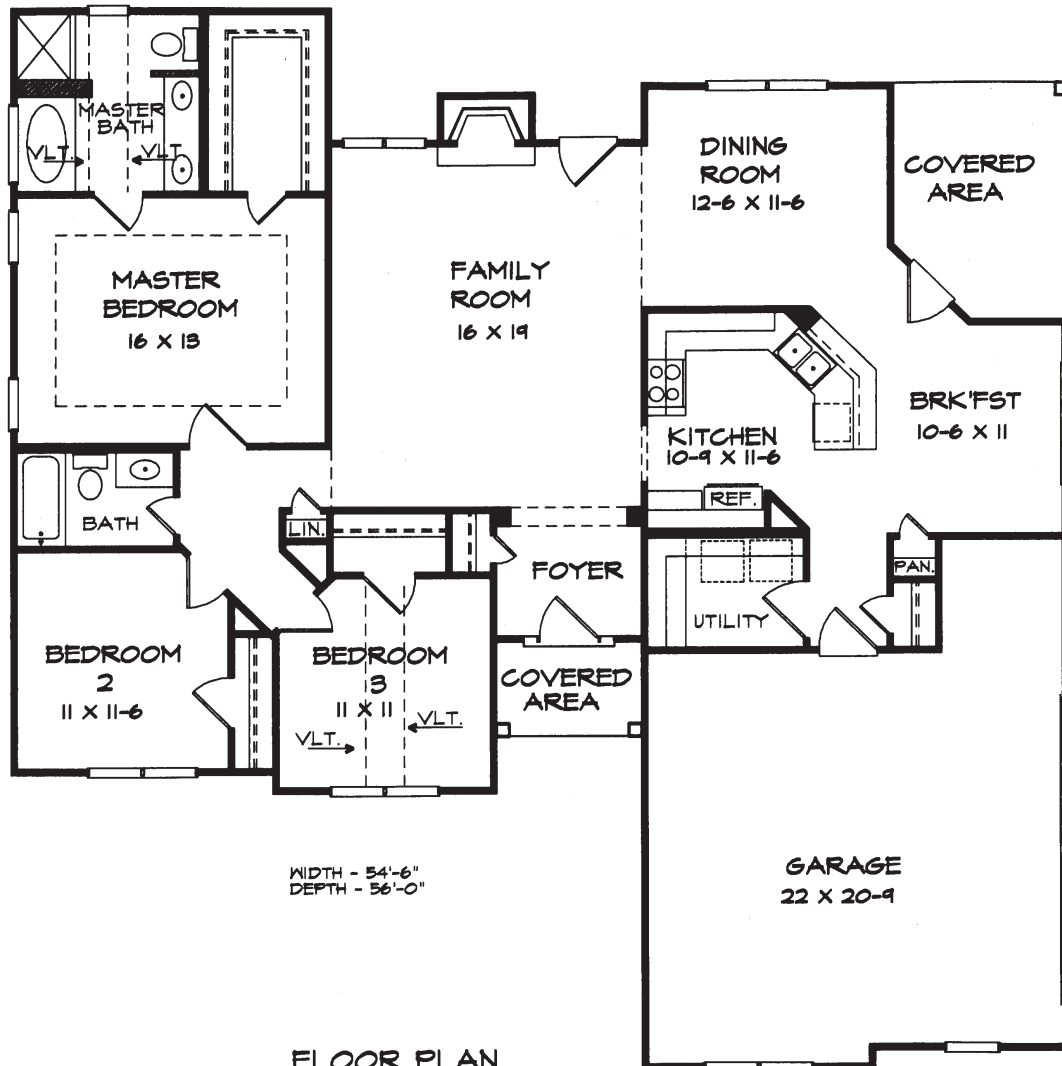 MASTER
BATH
VLT.
VLT
DINING
ROOM
12-6 X 11-6
COVERED
AREA
MASTER
BEDROOM
16 X 13
FAMILY
ROOM
16 X 19
BRK'FST
10-6 X 11
KITCHEN
10-9 X 11-6
REF.
BATH
LIN.
FOYER
PAN.
UTILITY
BEDROOM
2
11 X 11-6
BEDROOM
3
11 X 11
VLT.
VLT.
COVERED
AREA
WIDTH - 54'-6"
DEPTH - 56'-0"
GARAGE
22 X 20-9
FLOOR PLAN